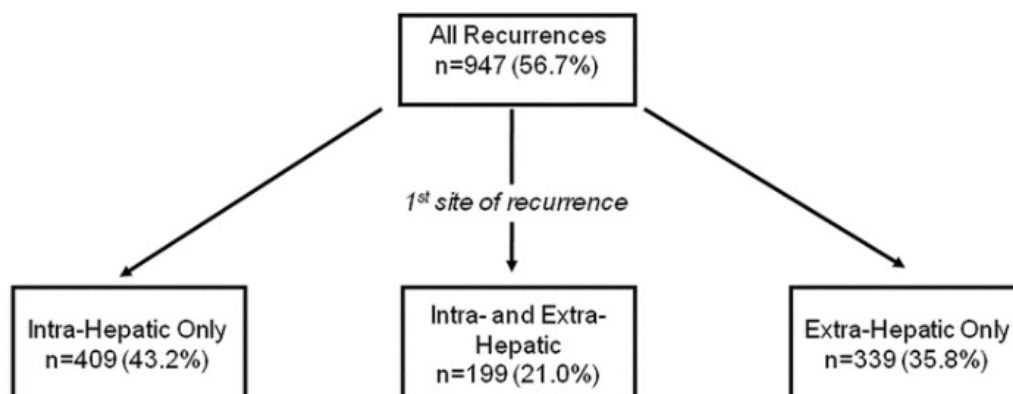 All Recurrences
n=947 (56.7%)
1st site of recurrence
Intra-Hepatic Only
n=409 (43.2%)
Intra- and Extra-
Hepatic
n=199 (21.0%)
Extra-Hepatic Only
n=339 (35.8%)